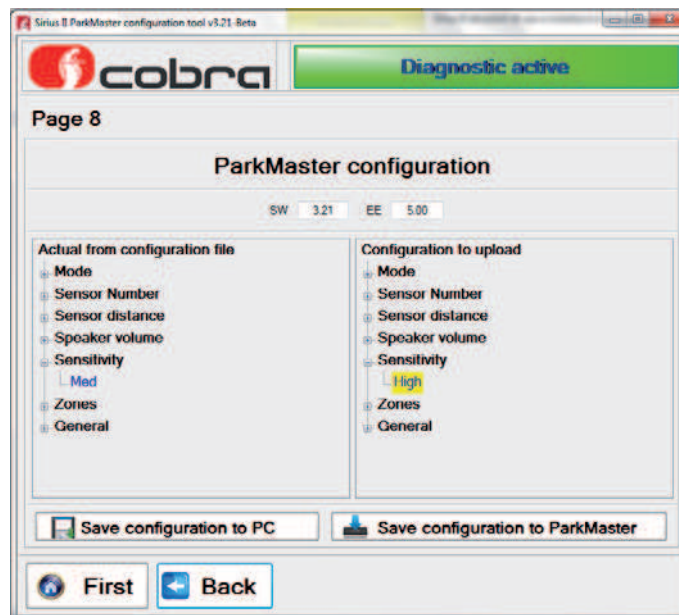 Sirius II ParkMaster configuration tool v3.21-Beta
cobra
Diagnostic active
Page 8
ParkMaster configuration
SW 3.21 EE 5.00
Actual from configuration file
Mode
Sensor Number
Sensor distance
Speaker volume
Sensitivity
Med
Zones
General
Configuration to upload
Mode
Sensor Number
Sensor distance
Speaker volume
Sensitivity
High
Zones
General
Save configuration to PC
Save configuration to ParkMaster
First
Back